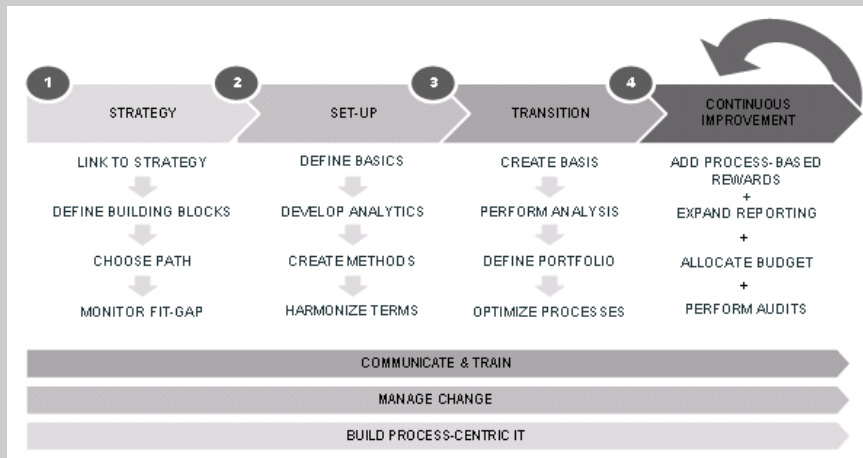 1
2
3
4
STRATEGY
SET-UP
TRANSITION
CONTINUOUS
IMPROVEMENT
LINK TO STRATEGY
DEFINE BUILDING BLOCKS
CHOOSE PATH
MONITOR FIT-GAP
DEFINE BASICS
DEVELOP ANALYTICS
CREATE METHODS
HARMONIZE TERMS
CREATE BASIS
PERFORM ANALYSIS
DEFINE PORTFOLIO
OPTIMIZE PROCESSES
ADD PROCESS-BASED
REWARDS
+
EXPAND REPORTING
+
ALLOCATE BUDGET
+
PERFORM AUDITS
COMMUNICATE & TRAIN
MANAGE CHANGE
BUILD PROCESS-CENTRIC IT